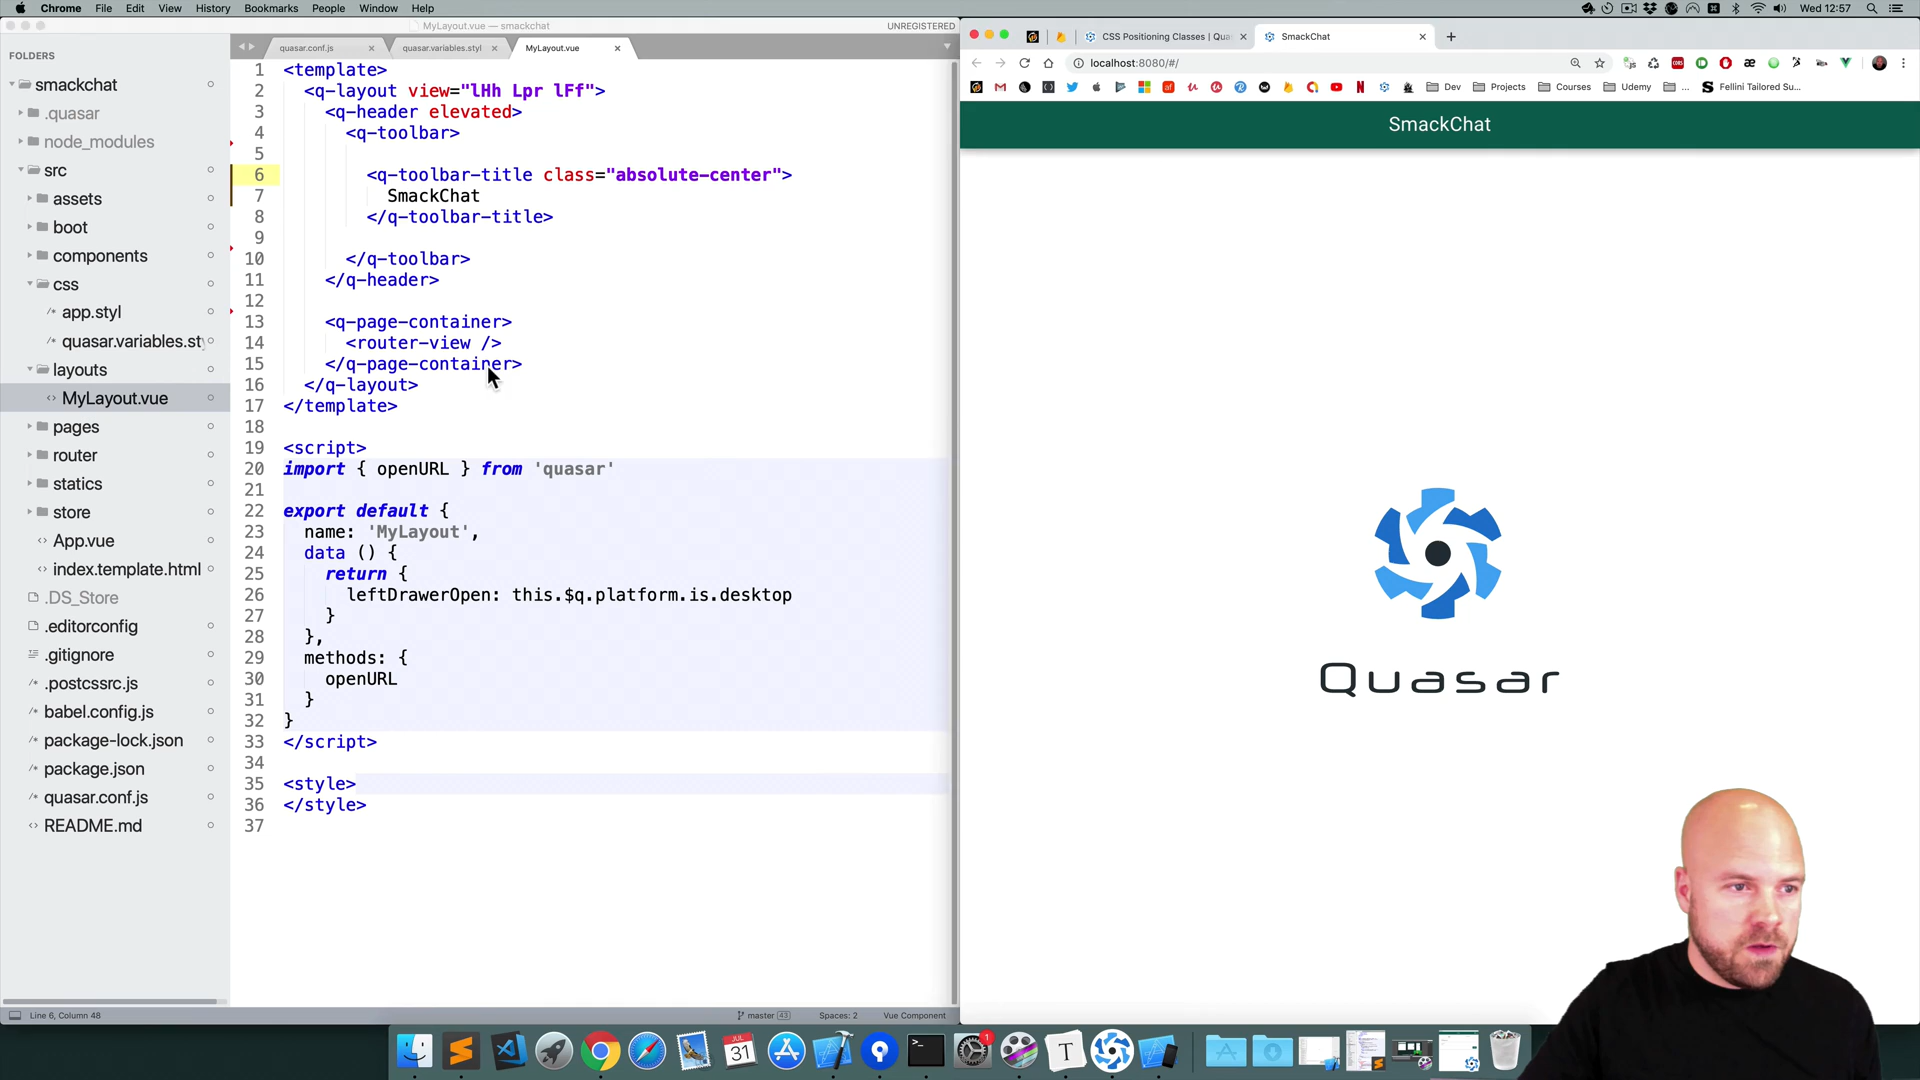 Chrome File Edit View History Bookmarks People Window Help
Wed 12:57
MyLayout.vue — smackchat
UNREGISTERED
FOLDERS
smackchat
.quasar
node_modules
src
assets
boot
components
css
app.styl
quasar.variables.sty
layouts
MyLayout.vue
pages
router
statics
store
App.vue
index.template.html
.DS_Store
.editorconfig
.gitignore
.postcssrc.js
babel.config.js
package-lock.json
package.json
quasar.conf.js
README.md
quasar.conf.js
quasar.variables.styl
MyLayout.vue
1 <template>
2 <q-layout view="lHh Lpr lFf">
3 <q-header elevated>
4 <q-toolbar>
5
6 <q-toolbar-title class="absolute-center">
7 SmackChat
8 </q-toolbar-title>
9
10 </q-toolbar>
11 </q-header>
12
13 <q-page-container>
14 <router-view />
15 </q-page-container>
16 </q-layout>
17 </template>
18
19 <script>
20 import { openURL } from 'quasar'
21
22 export default {
23 name: 'MyLayout',
24 data () {
25 return {
26 leftDrawerOpen: this.$q.platform.is.desktop
27 }
28 },
29 methods: {
30 openURL
31 }
32 }
33 </script>
34
35 <style>
36 </style>
37
Line 6, Column 48
master 43
Spaces: 2
Vue Component
CSS Positioning Classes | Qua
SmackChat
localhost:8080/#/
Dev
Projects
Courses
Udemy
...
Fellini Tailored Su...
SmackChat
Quasar
JUL
31
1